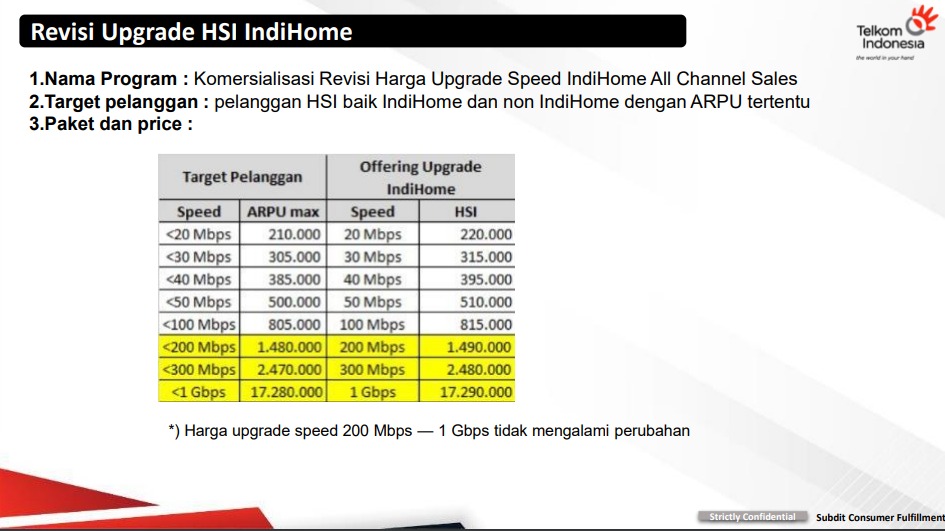 Revisi Upgrade HSI IndiHome
Telkom
Indonesia
the world in your hand
1.Nama Program : Komersialisasi Revisi Harga Upgrade Speed IndiHome All Channel Sales
2.Target pelanggan : pelanggan HSI baik IndiHome dan non IndiHome dengan ARPU tertentu
3.Paket dan price :
Target Pelanggan Offering Upgrade IndiHome
Speed ARPU max Speed HSI
<20 Mbps 210.000 20 Mbps 220.000
<30 Mbps 305.000 30 Mbps 315.000
<40 Mbps 385.000 40 Mbps 395.000
<50 Mbps 500.000 50 Mbps 510.000
<100 Mbps 805.000 100 Mbps 815.000
<200 Mbps 1.480.000 200 Mbps 1.490.000
<300 Mbps 2.470.000 300 Mbps 2.480.000
<1 Gbps 17.280.000 1 Gbps 17.290.000
*) Harga upgrade speed 200 Mbps — 1 Gbps tidak mengalami perubahan
Strictly Confidential Subdit Consumer Fulfillment